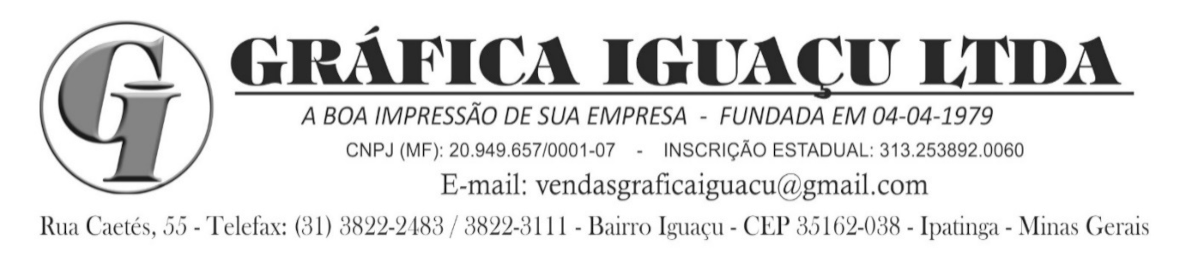 GI
GRÁFICA IGUAÇU LTDA
A BOA IMPRESSÃO DE SUA EMPRESA - FUNDADA EM 04-04-1979
CNPJ (MF): 20.949.657/0001-07 - INSCRIÇÃO ESTADUAL: 313.253892.0060
E-mail: vendasgraficaiguacu@gmail.com
Rua Caetés, 55 - Telefax: (31) 3822-2483 / 3822-3111 - Bairro Iguaçu - CEP 35162-038 - Ipatinga - Minas Gerais